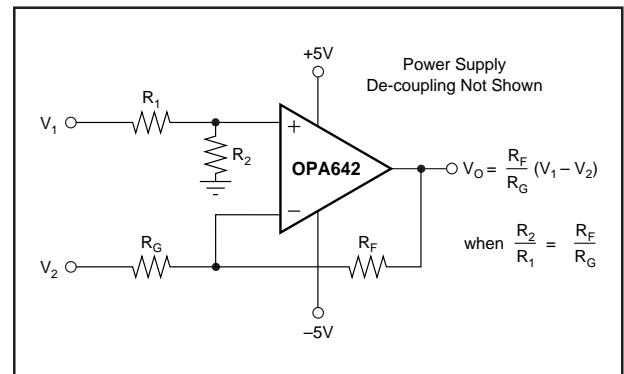 +5V
Power Supply
De-coupling Not Shown
R1
V1
+
R2
OPA642
VO = RF/RG (V1 – V2)
–
RG
RF
when R2/R1 = RF/RG
V2
–5V